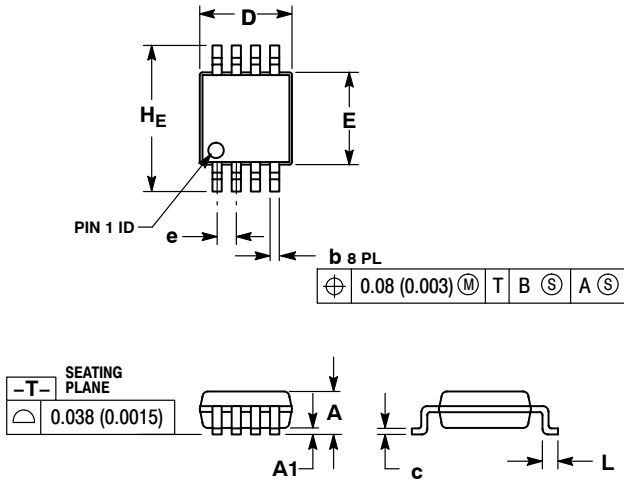 D
HE
E
PIN 1 ID
e
b 8 PL
⌖ 0.08 (0.003) Ⓜ T B Ⓢ A Ⓢ
–T– SEATING PLANE
⌓ 0.038 (0.0015)
A
A1
c
L